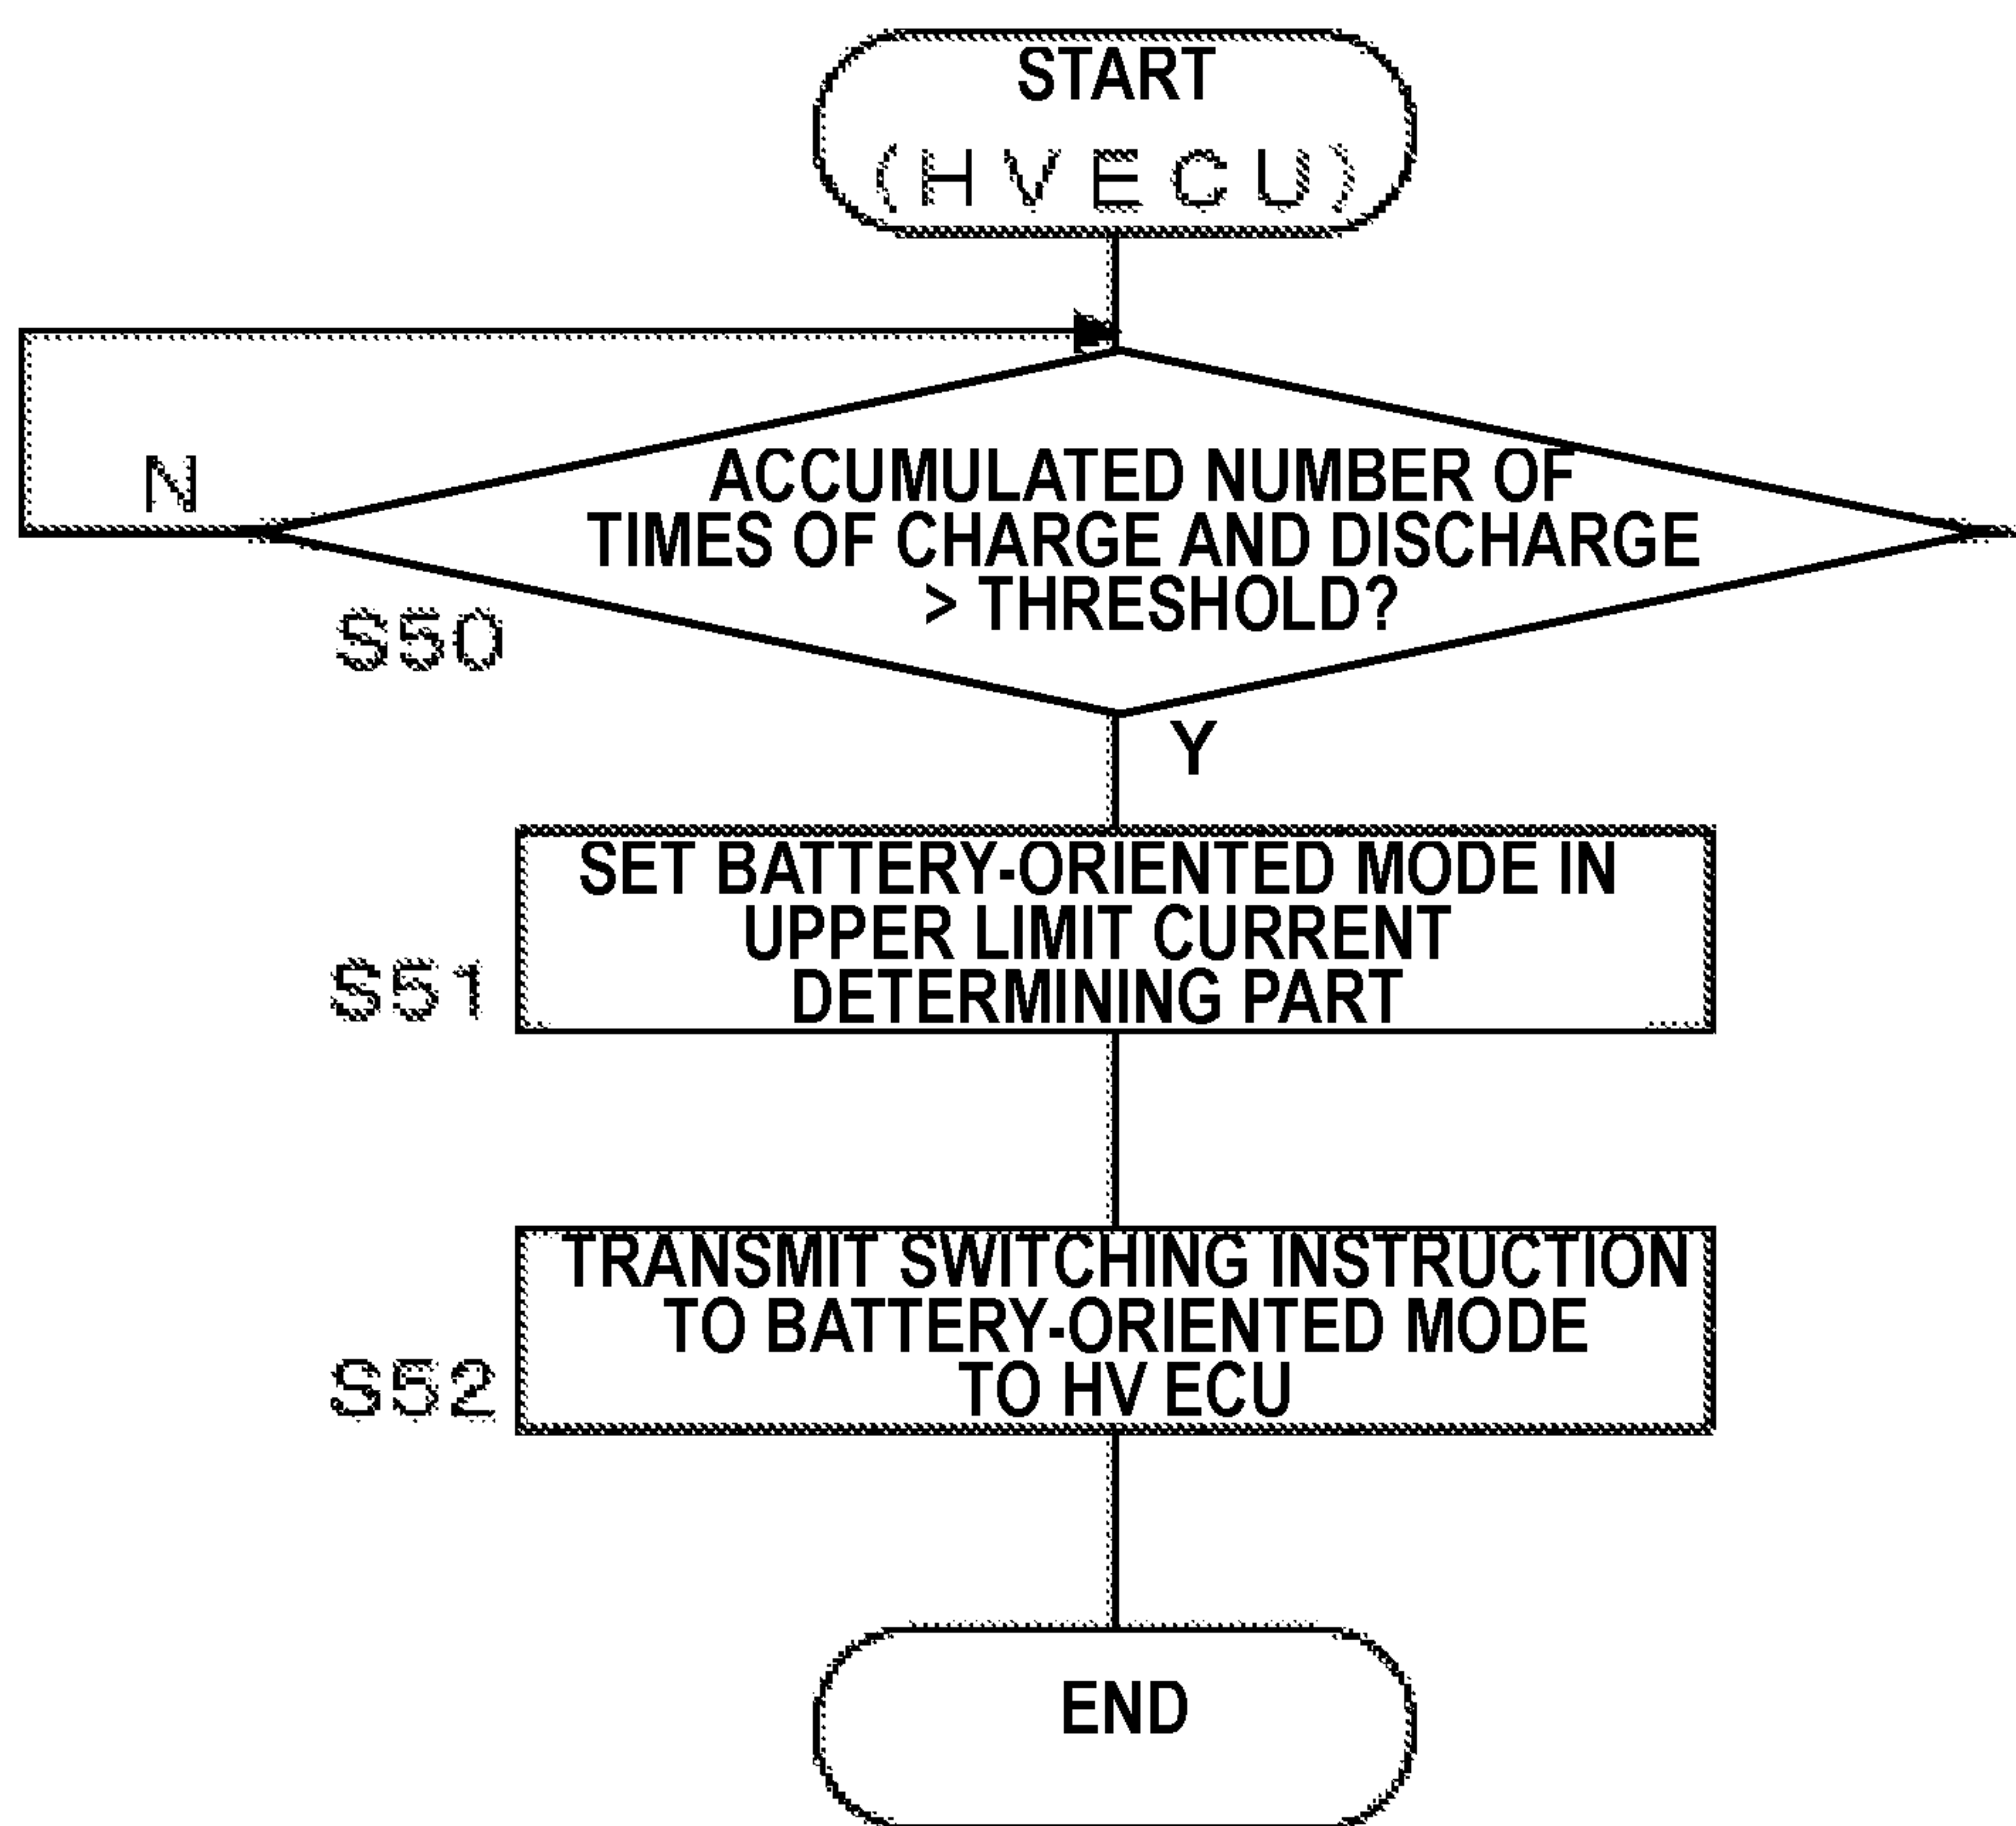 START
(HVECU)
N
ACCUMULATED NUMBER OF
TIMES OF CHARGE AND DISCHARGE
> THRESHOLD?
S50
Y
SET BATTERY-ORIENTED MODE IN
UPPER LIMIT CURRENT
DETERMINING PART
S51
TRANSMIT SWITCHING INSTRUCTION
TO BATTERY-ORIENTED MODE
TO HV ECU
S52
END